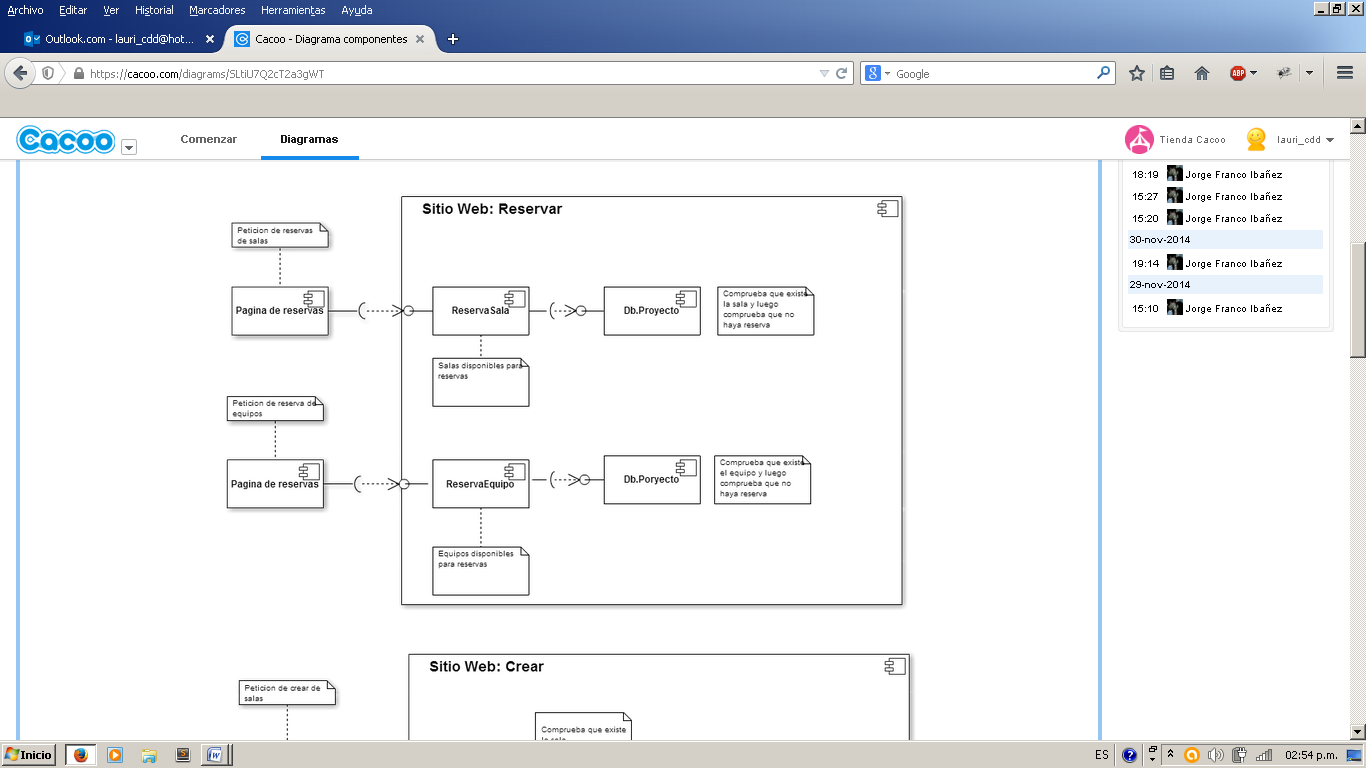 Archivo Editar Ver Historial Marcadores Herramientas Ayuda
Outlook.com - lauri_cdd@hot... Cacoo - Diagrama componentes
https://cacoo.com/diagrams/SLtiU7Q2cT2a3gWT Google
Cacoo Comenzar Diagramas Tienda Cacoo lauri_cdd
18:19 Jorge Franco Ibañez
15:27 Jorge Franco Ibañez
15:20 Jorge Franco Ibañez
30-nov-2014
19:14 Jorge Franco Ibañez
29-nov-2014
15:10 Jorge Franco Ibañez
Sitio Web: Reservar
Peticion de reservas
de salas
Pagina de reservas
ReservaSala
Db.Proyecto
Comprueba que existe
la sala y luego
comprueba que no
haya reserva
Salas disponibles para
reservas
Peticion de reserva de
equipos
Pagina de reservas
ReservaEquipo
Db.Poryecto
Comprueba que existe
el equipo y luego
comprueba que no
haya reserva
Equipos disponibles
para reservas
Sitio Web: Crear
Peticion de crear de
salas
Comprueba que existe
la sala
Inicio ES 02:54 p.m.